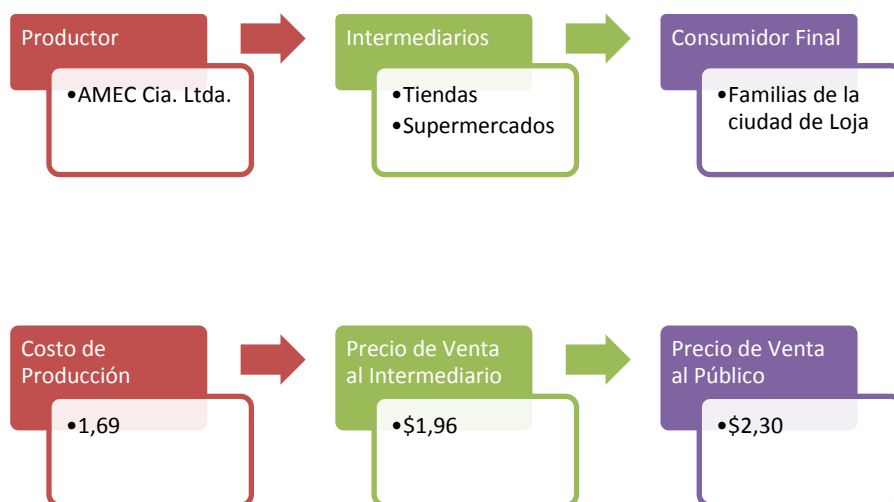 Productor
•AMEC Cia. Ltda.
Intermediarios
•Tiendas
•Supermercados
Consumidor Final
•Familias de la
ciudad de Loja
Costo de
Producción
•1,69
Precio de Venta
al Intermediario
•$1,96
Precio de Venta
al Público
•$2,30